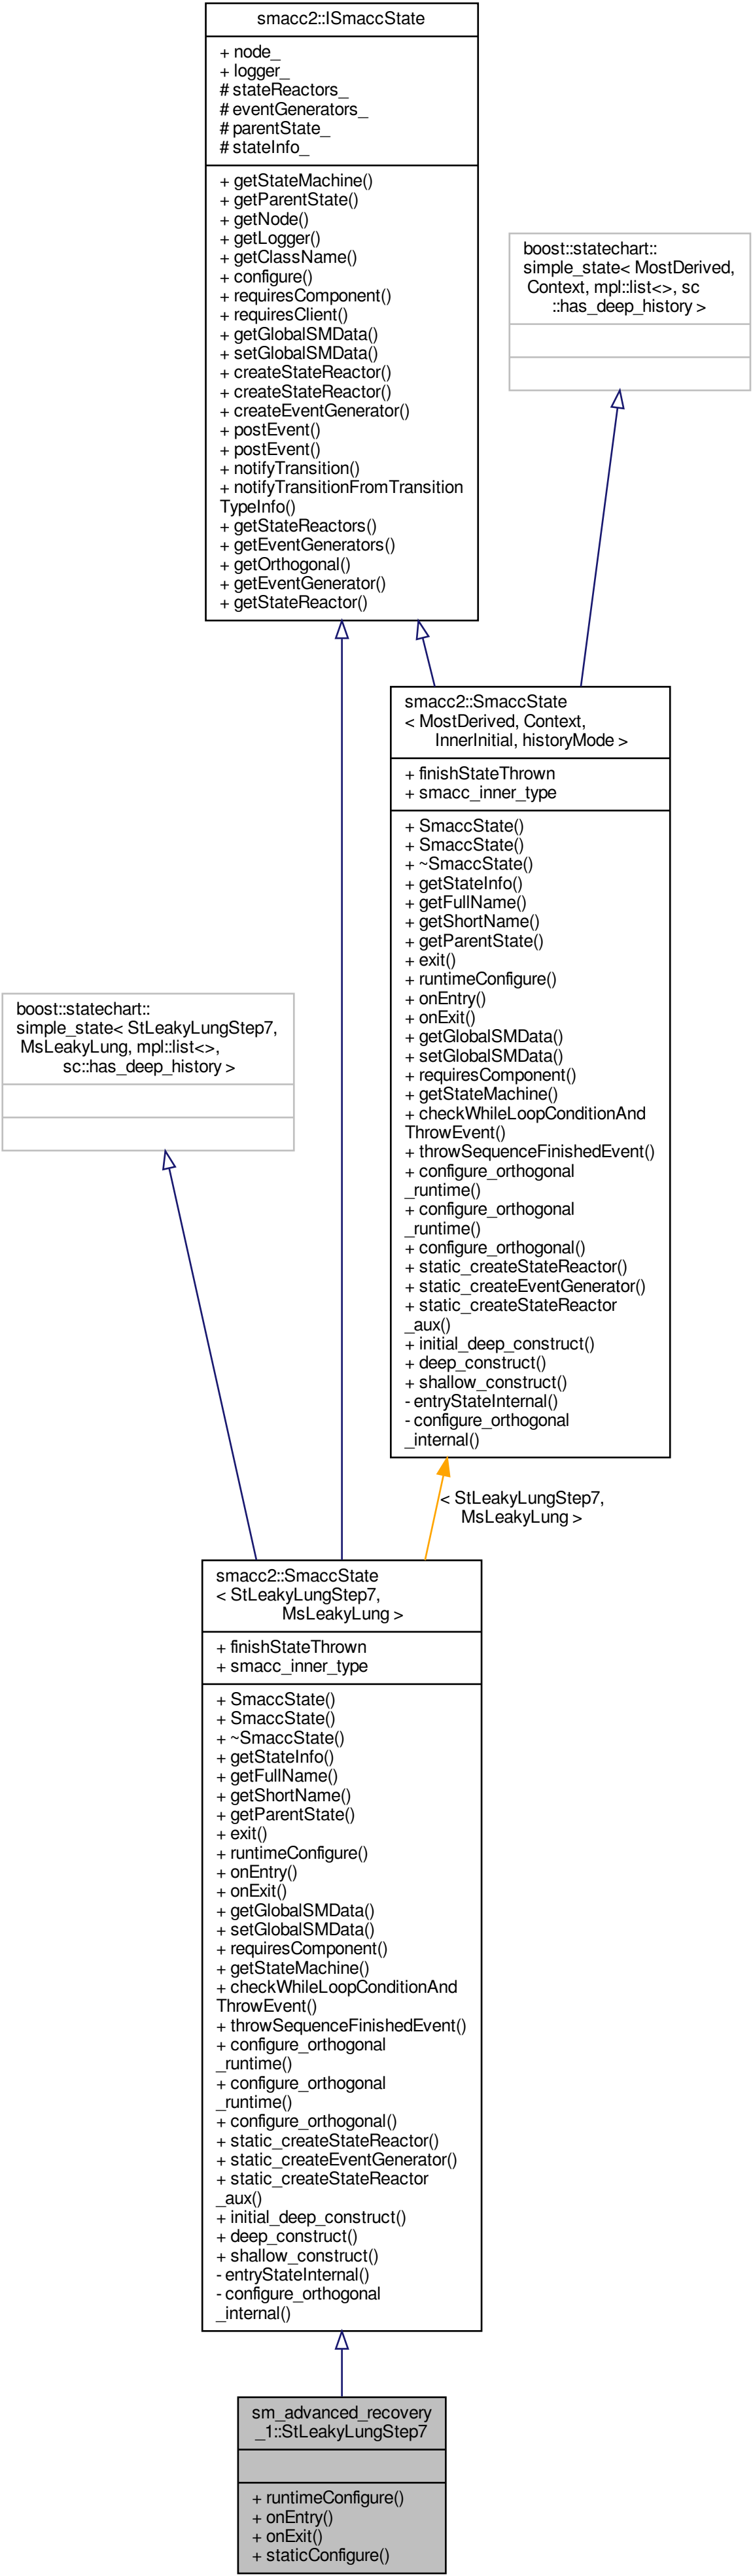 smacc2::ISmaccState
+ node_
+ logger_
# stateReactors_
# eventGenerators_
# parentState_
# stateInfo_
+ getStateMachine()
+ getParentState()
+ getNode()
+ getLogger()
+ getClassName()
+ configure()
+ requiresComponent()
+ requiresClient()
+ getGlobalSMData()
+ setGlobalSMData()
+ createStateReactor()
+ createStateReactor()
+ createEventGenerator()
+ postEvent()
+ postEvent()
+ notifyTransition()
+ notifyTransitionFromTransition
TypeInfo()
+ getStateReactors()
+ getEventGenerators()
+ getOrthogonal()
+ getEventGenerator()
+ getStateReactor()
boost::statechart::
simple_state< MostDerived,
Context, mpl::list<>, sc
::has_deep_history >
smacc2::SmaccState
< MostDerived, Context,
InnerInitial, historyMode >
+ finishStateThrown
+ smacc_inner_type
+ SmaccState()
+ SmaccState()
+ ~SmaccState()
+ getStateInfo()
+ getFullName()
+ getShortName()
+ getParentState()
+ exit()
+ runtimeConfigure()
+ onEntry()
+ onExit()
+ getGlobalSMData()
+ setGlobalSMData()
+ requiresComponent()
+ getStateMachine()
+ checkWhileLoopConditionAnd
ThrowEvent()
+ throwSequenceFinishedEvent()
+ configure_orthogonal
_runtime()
+ configure_orthogonal
_runtime()
+ configure_orthogonal()
+ static_createStateReactor()
+ static_createEventGenerator()
+ static_createStateReactor
_aux()
+ initial_deep_construct()
+ deep_construct()
+ shallow_construct()
- entryStateInternal()
- configure_orthogonal
_internal()
boost::statechart::
simple_state< StLeakyLungStep7,
MsLeakyLung, mpl::list<>,
sc::has_deep_history >
< StLeakyLungStep7,
MsLeakyLung >
smacc2::SmaccState
< StLeakyLungStep7,
MsLeakyLung >
+ finishStateThrown
+ smacc_inner_type
+ SmaccState()
+ SmaccState()
+ ~SmaccState()
+ getStateInfo()
+ getFullName()
+ getShortName()
+ getParentState()
+ exit()
+ runtimeConfigure()
+ onEntry()
+ onExit()
+ getGlobalSMData()
+ setGlobalSMData()
+ requiresComponent()
+ getStateMachine()
+ checkWhileLoopConditionAnd
ThrowEvent()
+ throwSequenceFinishedEvent()
+ configure_orthogonal
_runtime()
+ configure_orthogonal
_runtime()
+ configure_orthogonal()
+ static_createStateReactor()
+ static_createEventGenerator()
+ static_createStateReactor
_aux()
+ initial_deep_construct()
+ deep_construct()
+ shallow_construct()
- entryStateInternal()
- configure_orthogonal
_internal()
sm_advanced_recovery
_1::StLeakyLungStep7
+ runtimeConfigure()
+ onEntry()
+ onExit()
+ staticConfigure()